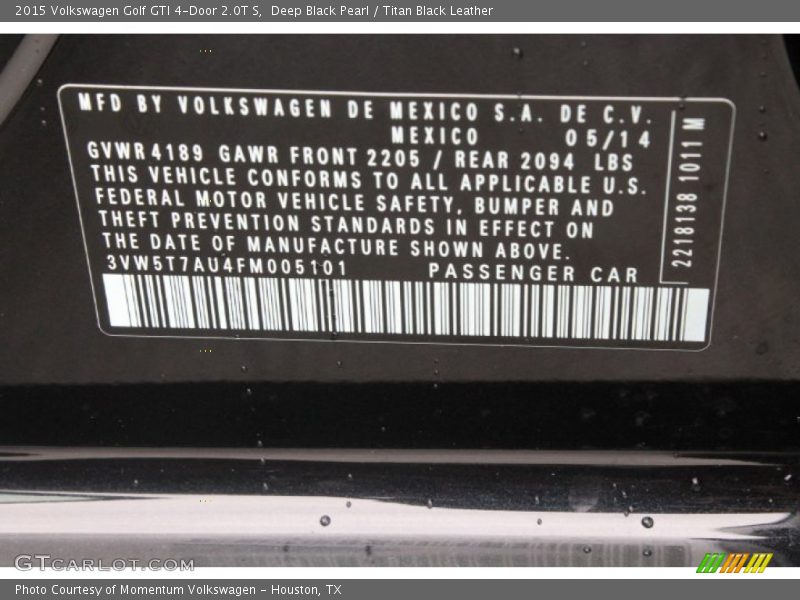 2015 Volkswagen Golf GTI 4-Door 2.0T S,  Deep Black Pearl / Titan Black Leather
MFD BY VOLKSWAGEN DE MEXICO S.A. DE C.V.
MEXICO 05/14
GVWR 4189 GAWR FRONT 2205 / REAR 2094 LBS
THIS VEHICLE CONFORMS TO ALL APPLICABLE U.S.
FEDERAL MOTOR VEHICLE SAFETY, BUMPER AND
THEFT PREVENTION STANDARDS IN EFFECT ON
THE DATE OF MANUFACTURE SHOWN ABOVE.
3VW5T7AU4FM005101 PASSENGER CAR
2218138 1011 M
GTcarlot.com
Photo Courtesy of Momentum Volkswagen - Houston, TX